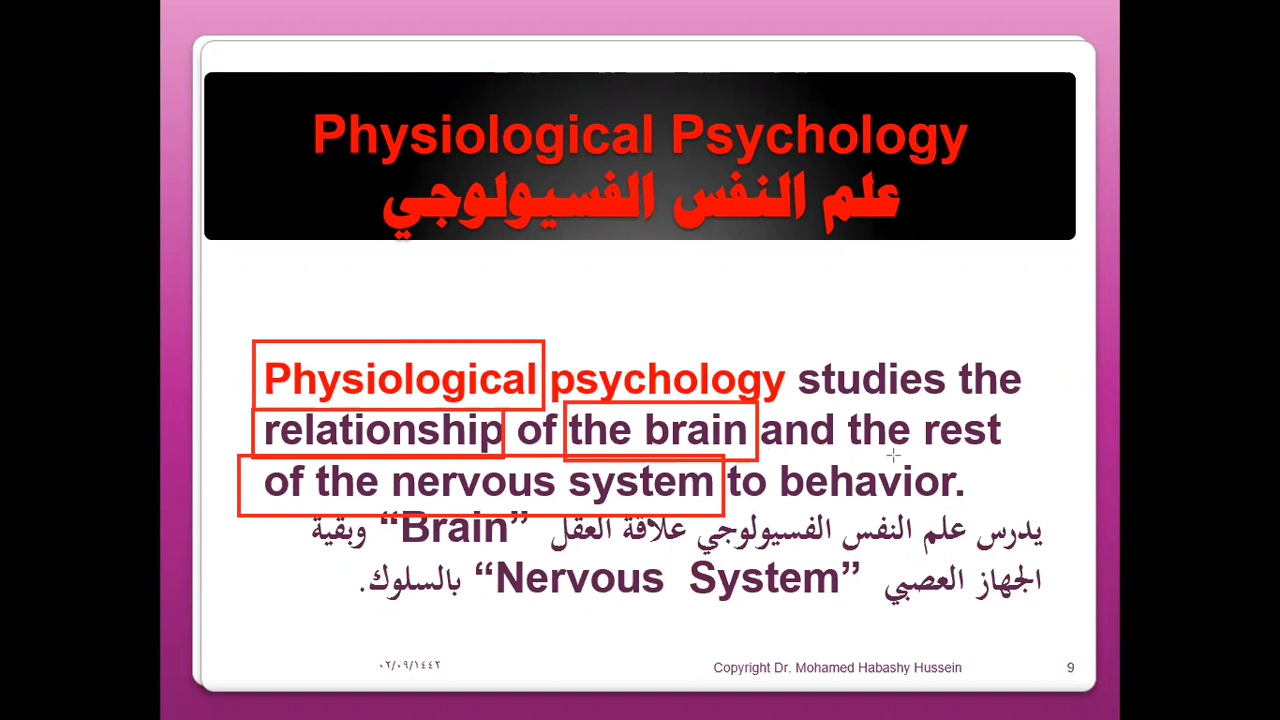 Physiological Psychology
علم النفس الفسيولوجي
Physiological psychology studies the
relationship of the brain and the rest
of the nervous system to behavior.
يدرس علم النفس الفسيولوجي علاقة العقل “Brain” وبقية
الجهاز العصبي “Nervous System” بالسلوك.
٠٢/٠٩/١٤٤٢
Copyright Dr. Mohamed Habashy Hussein
9